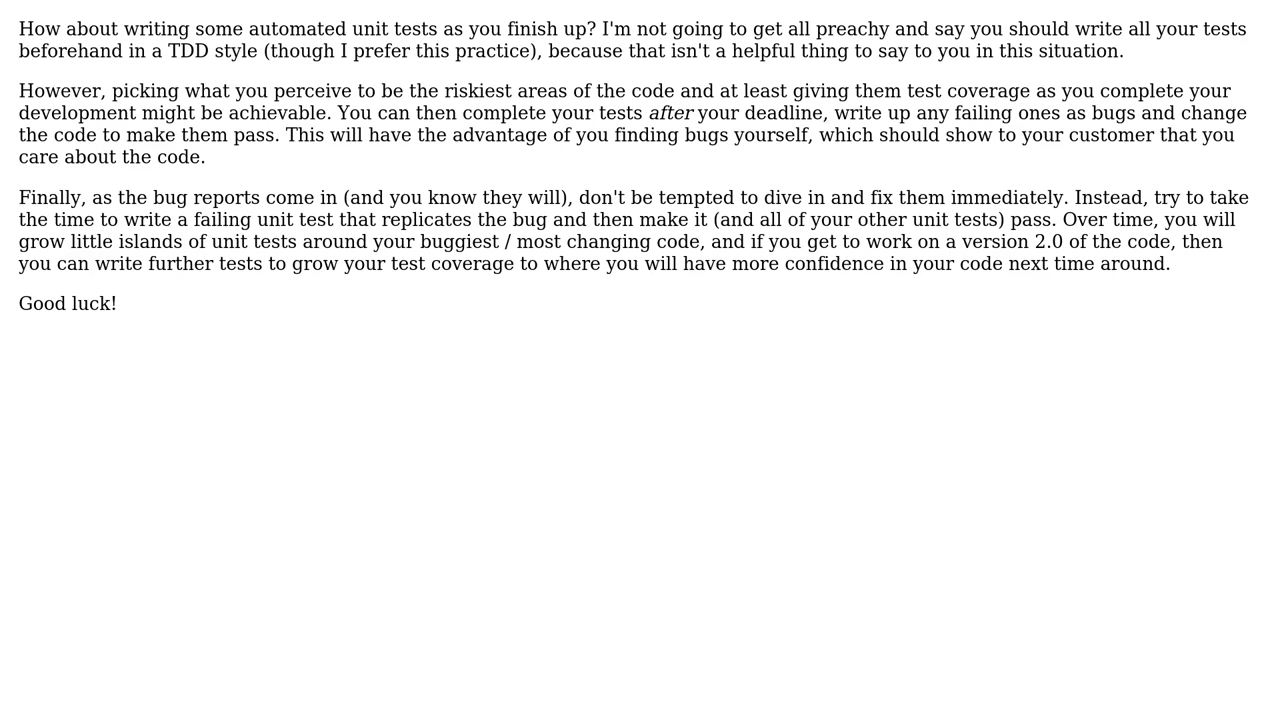 How about writing some automated unit tests as you finish up? I'm not going to get all preachy and say you should write all your tests
beforehand in a TDD style (though I prefer this practice), because that isn't a helpful thing to say to you in this situation.
However, picking what you perceive to be the riskiest areas of the code and at least giving them test coverage as you complete your
development might be achievable. You can then complete your tests after your deadline, write up any failing ones as bugs and change
the code to make them pass. This will have the advantage of you finding bugs yourself, which should show to your customer that you
care about the code.
Finally, as the bug reports come in (and you know they will), don't be tempted to dive in and fix them immediately. Instead, try to take
the time to write a failing unit test that replicates the bug and then make it (and all of your other unit tests) pass. Over time, you will
grow little islands of unit tests around your buggiest / most changing code, and if you get to work on a version 2.0 of the code, then
you can write further tests to grow your test coverage to where you will have more confidence in your code next time around.
Good luck!